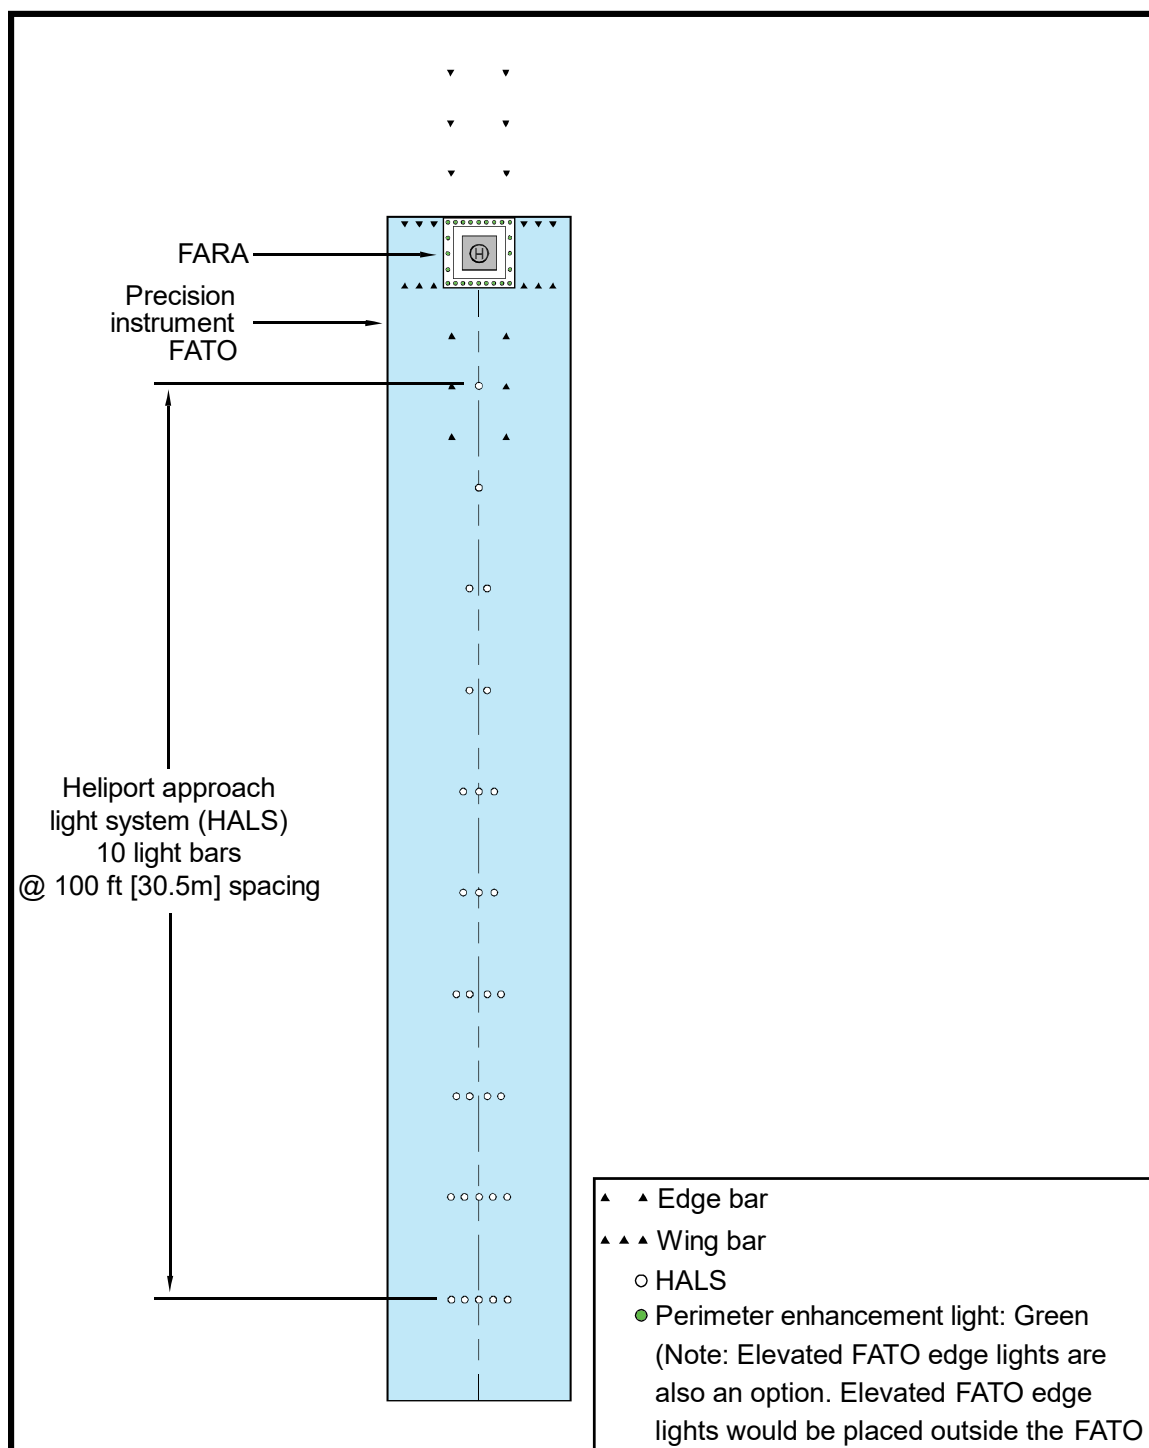 FARA
Precision
instrument
FATO
H
Heliport approach
light system (HALS)
10 light bars
@ 100 ft [30.5m] spacing
Edge bar
Wing bar
HALS
Perimeter enhancement light: Green
(Note: Elevated FATO edge lights are
also an option. Elevated FATO edge
lights would be placed outside the FATO